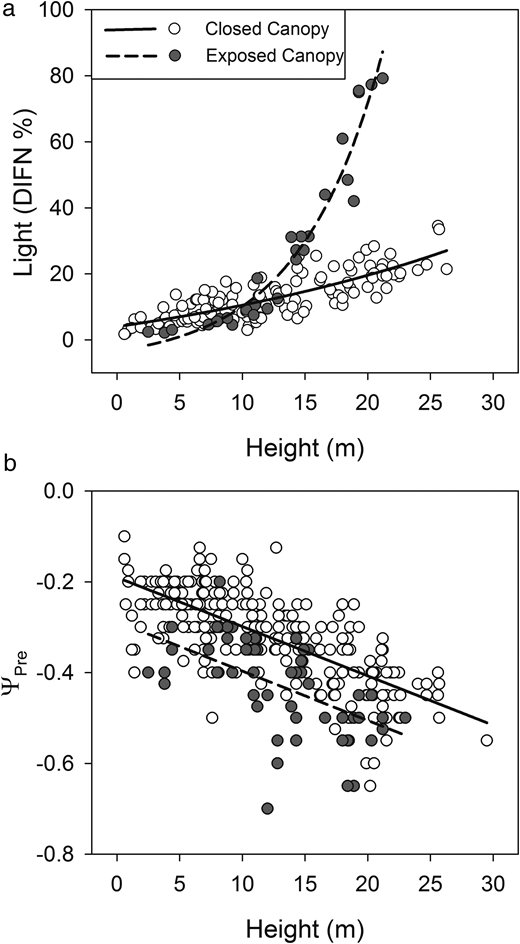 a
Closed Canopy
Exposed Canopy
Light (DIFN %)
100
80
60
40
20
0
0 5 10 15 20 25 30
Height (m)
b
ΨPre
0.0
-0.2
-0.4
-0.6
-0.8
0 5 10 15 20 25 30
Height (m)